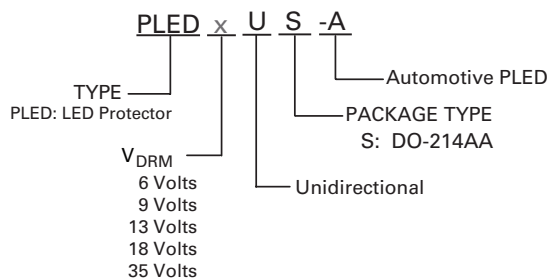 PLED x U S -A
Automotive PLED
TYPE
PLED: LED Protector
PACKAGE TYPE
S: DO-214AA
VDRM
6 Volts
9 Volts
13 Volts
18 Volts
35 Volts
Unidirectional